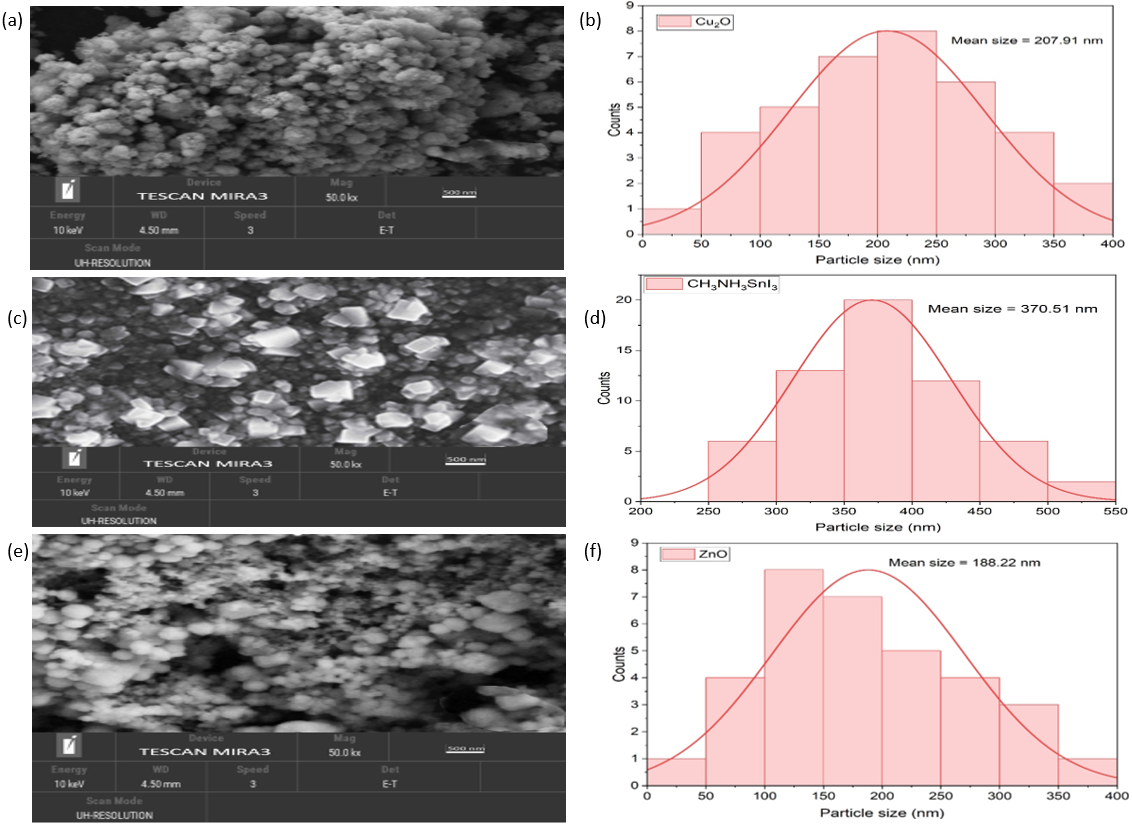 (a)
Device
Mag
TESCAN MIRA3
50.0 kx
500 nm
Energy
WD
Speed
Det
10 keV
4.50 mm
3
E-T
Scan Mode
UH-RESOLUTION
(b)
Cu₂O
Mean size = 207.91 nm
Counts
9
8
7
6
5
4
3
2
1
0
0 50 100 150 200 250 300 350 400
Particle size (nm)
(c)
Device
Mag
TESCAN MIRA3
50.0 kx
500 nm
Energy
WD
Speed
Det
10 keV
4.50 mm
3
E-T
Scan Mode
UH-RESOLUTION
(d)
CH₃NH₃SnI₃
Mean size = 370.51 nm
Counts
20
15
10
5
0
200 250 300 350 400 450 500 550
Particle size (nm)
(e)
Device
Mag
TESCAN MIRA3
50.0 kx
500 nm
Energy
WD
Speed
Det
10 keV
4.50 mm
3
E-T
Scan Mode
UH-RESOLUTION
(f)
ZnO
Mean size = 188.22 nm
Counts
9
8
7
6
5
4
3
2
1
0
0 50 100 150 200 250 300 350 400
Particle size (nm)